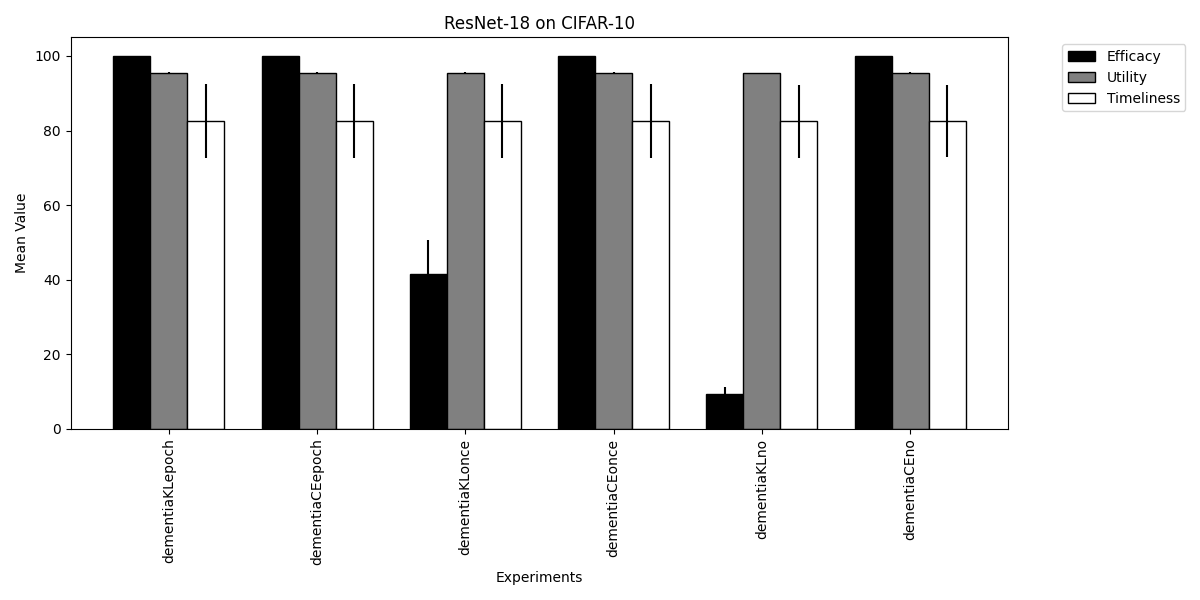 ResNet-18 on CIFAR-10
Efficacy
Utility
Timeliness
Mean Value
100
80
60
40
20
0
dementiaKLepoch
dementiaCEepoch
dementiaKLonce
dementiaCEonce
dementiaKLno
dementiaCEno
Experiments